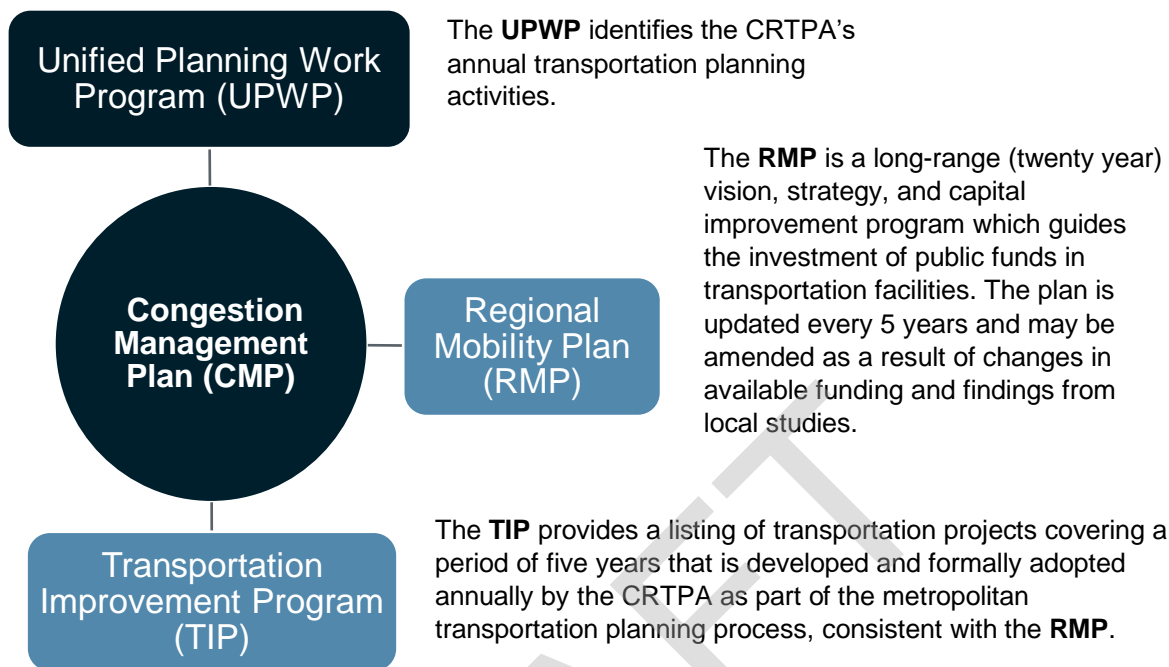 Unified Planning Work
Program (UPWP)
The UPWP identifies the CRTPA’s
annual transportation planning
activities.
Congestion
Management
Plan (CMP)
Regional
Mobility Plan
(RMP)
The RMP is a long-range (twenty year)
vision, strategy, and capital
improvement program which guides
the investment of public funds in
transportation facilities. The plan is
updated every 5 years and may be
amended as a result of changes in
available funding and findings from
local studies.
Transportation
Improvement Program
(TIP)
The TIP provides a listing of transportation projects covering a
period of five years that is developed and formally adopted
annually by the CRTPA as part of the metropolitan
transportation planning process, consistent with the RMP.